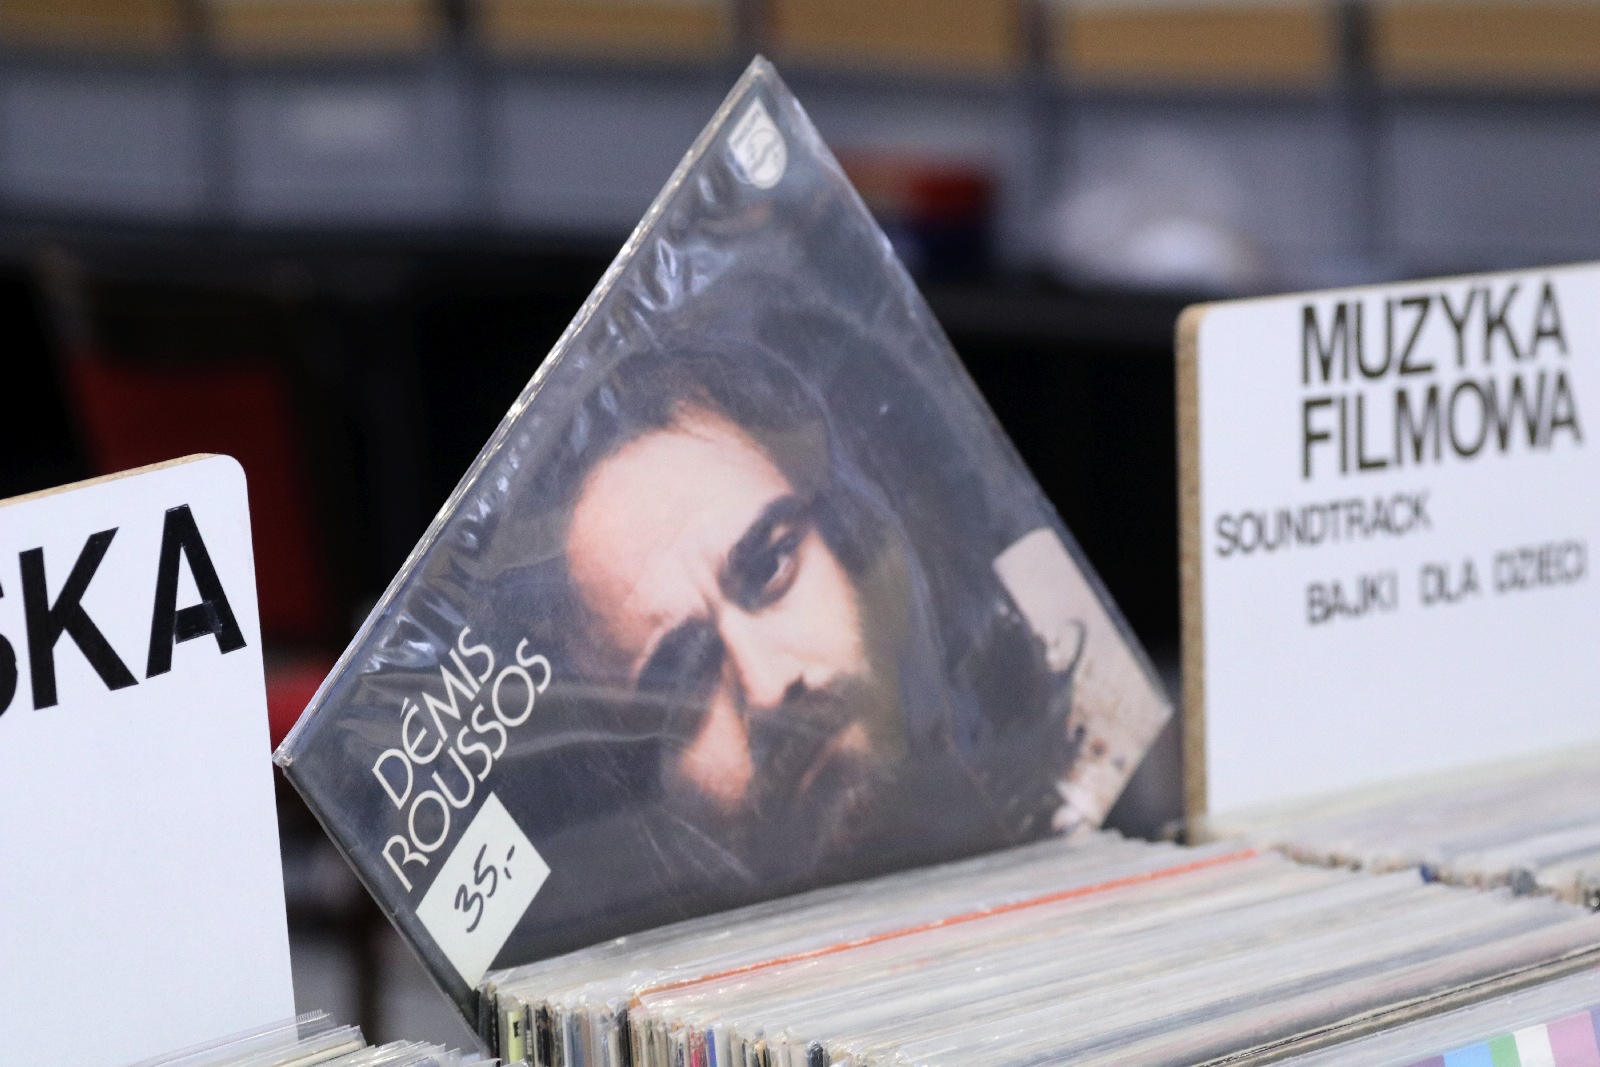 SKA
DÉMIS
ROUSSOS
35,-
MUZYKA
FILMOWA
SOUNDTRACK
BAJKI DLA DZIECI